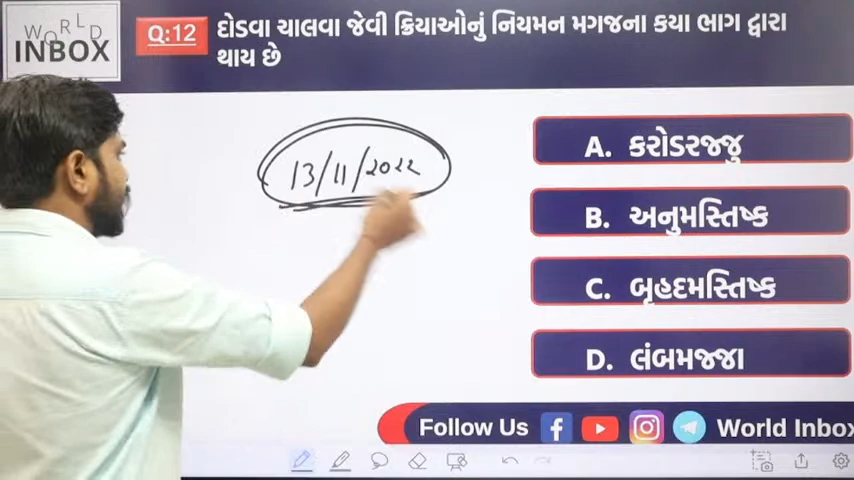 WORLD
INBOX
Q:12
દોડવા ચાલવા જેવી ક્રિયાઓનું નિયમન મગજના કયા ભાગ દ્વારા
થાય છે
13/11/2022
A. કરોડરજ્જુ
B. અનુમસ્તિષ્ક
C. બૃહદમસ્તિષ્ક
D. લંબમજ્જા
Follow Us
World Inbox